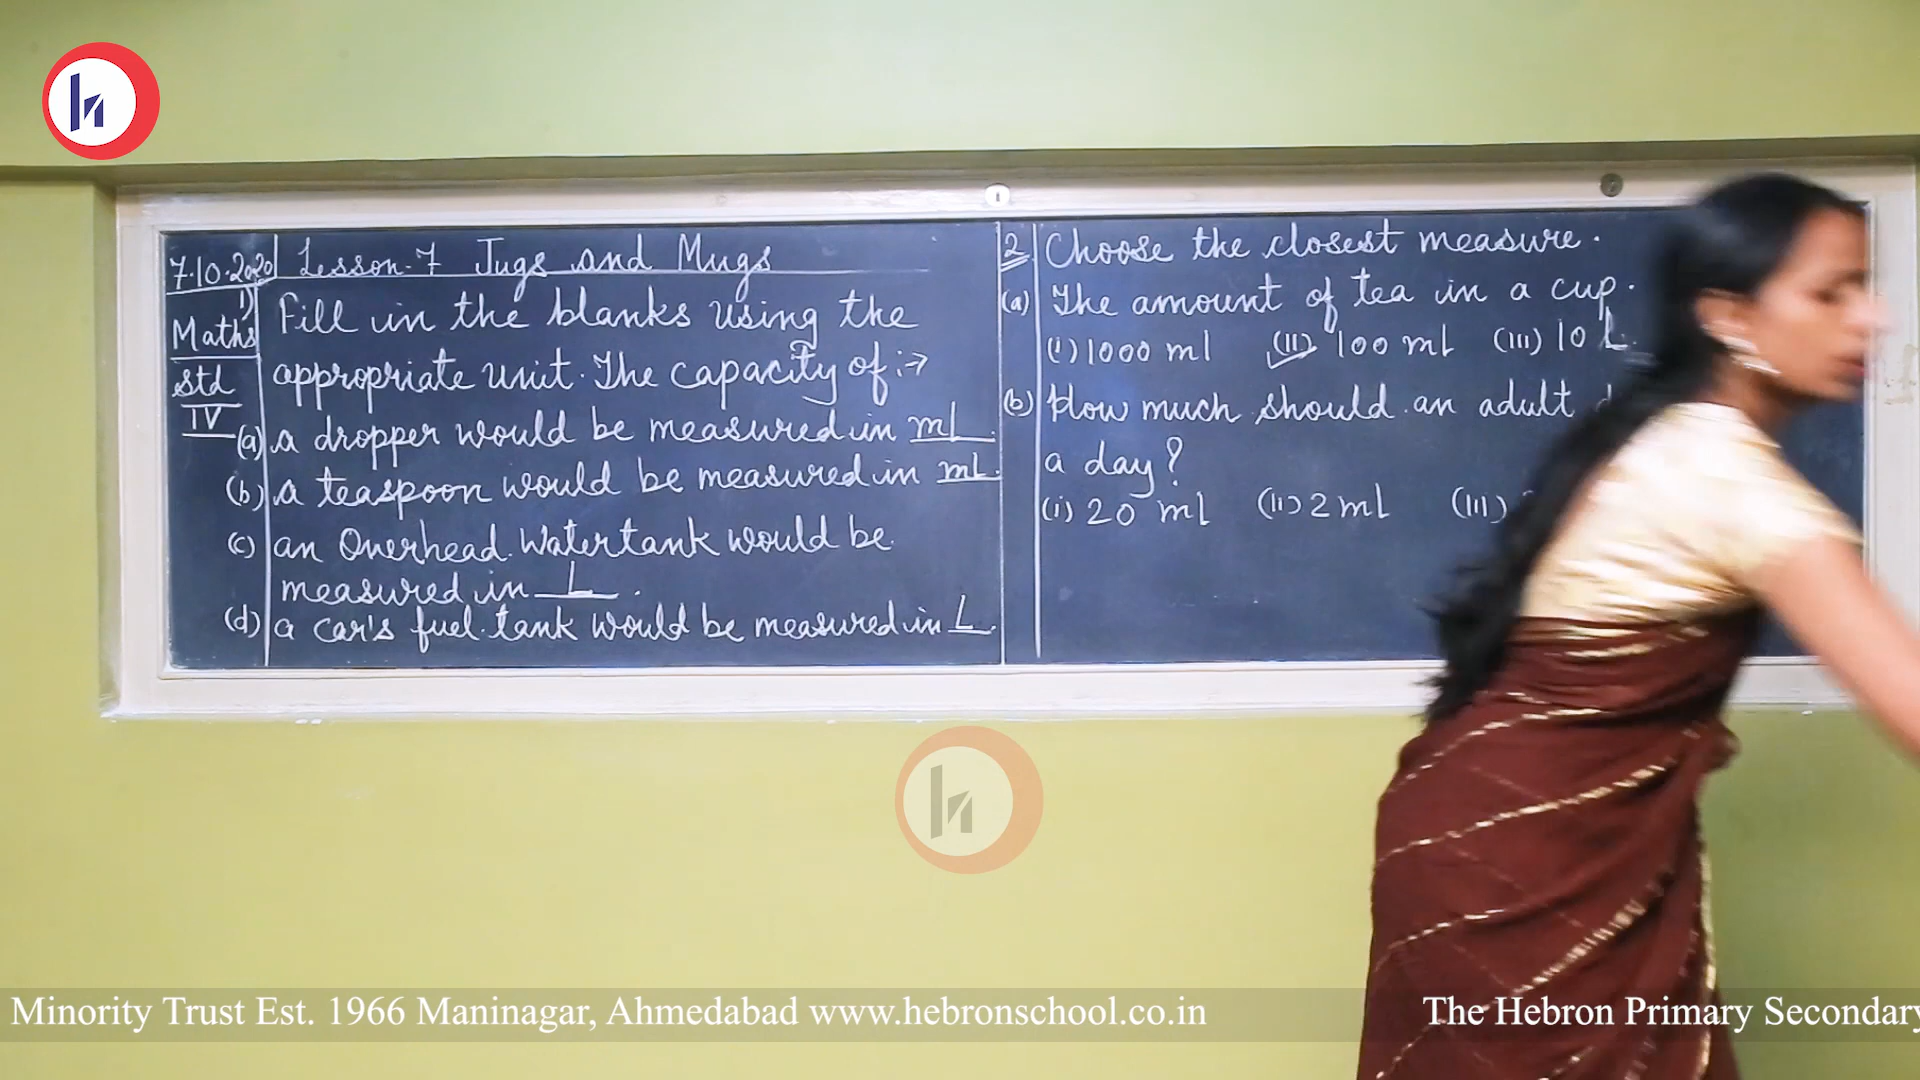 7.10.2020 Lesson-7 Jugs and Mugs
Maths
Std
IV
1) Fill in the blanks using the
appropriate unit. The capacity of :→
(a) a dropper would be measured in mL.
(b) a teaspoon would be measured in mL.
(c) an Overhead Watertank would be
measured in L.
(d) a car's fuel tank would be measured in L.
2. Choose the closest measure.
(a) The amount of tea in a cup.
(i) 1000 ml (ii) 100 ml (iii) 10 L.
(b) How much should an adult
a day?
(i) 20 ml (ii) 2 ml (iii)
Minority Trust Est. 1966 Maninagar, Ahmedabad www.hebronschool.co.in The Hebron Primary Secondary